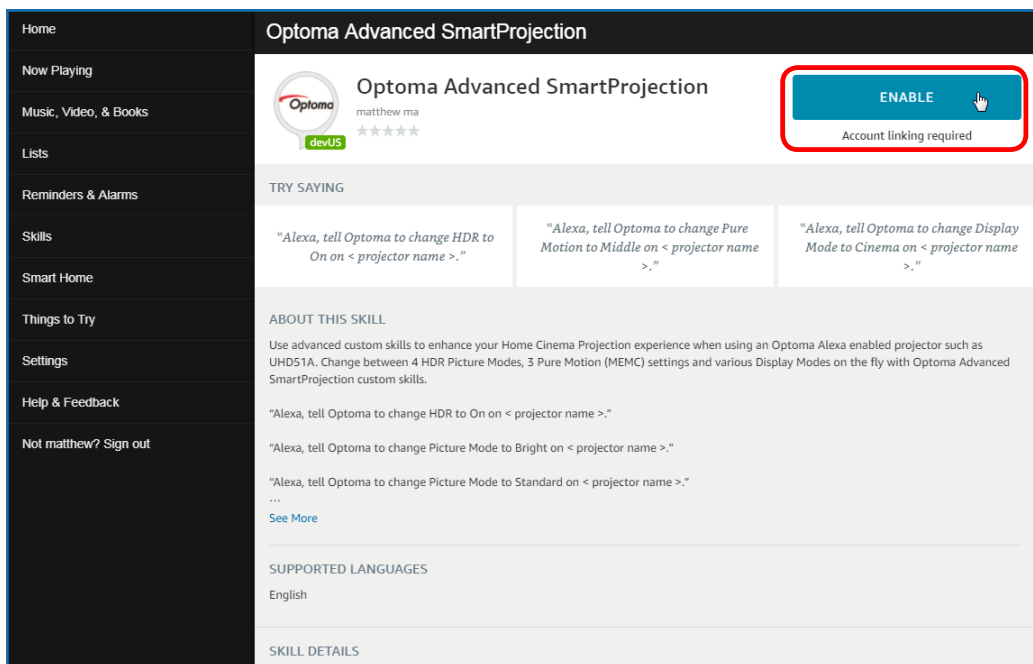 Home
Now Playing
Music, Video, & Books
Lists
Reminders & Alarms
Skills
Smart Home
Things to Try
Settings
Help & Feedback
Not matthew? Sign out
Optoma Advanced SmartProjection
Optoma
devUS
Optoma Advanced SmartProjection
matthew ma
ENABLE
Account linking required
TRY SAYING
"Alexa, tell Optoma to change HDR to
On on < projector name >."
"Alexa, tell Optoma to change Pure
Motion to Middle on < projector name
>."
"Alexa, tell Optoma to change Display
Mode to Cinema on < projector name
>."
ABOUT THIS SKILL
Use advanced custom skills to enhance your Home Cinema Projection experience when using an Optoma Alexa enabled projector such as
UHD51A. Change between 4 HDR Picture Modes, 3 Pure Motion (MEMC) settings and various Display Modes on the fly with Optoma Advanced
SmartProjection custom skills.
"Alexa, tell Optoma to change HDR to On on < projector name >."
"Alexa, tell Optoma to change Picture Mode to Bright on < projector name >."
"Alexa, tell Optoma to change Picture Mode to Standard on < projector name >."
...
See More
SUPPORTED LANGUAGES
English
SKILL DETAILS